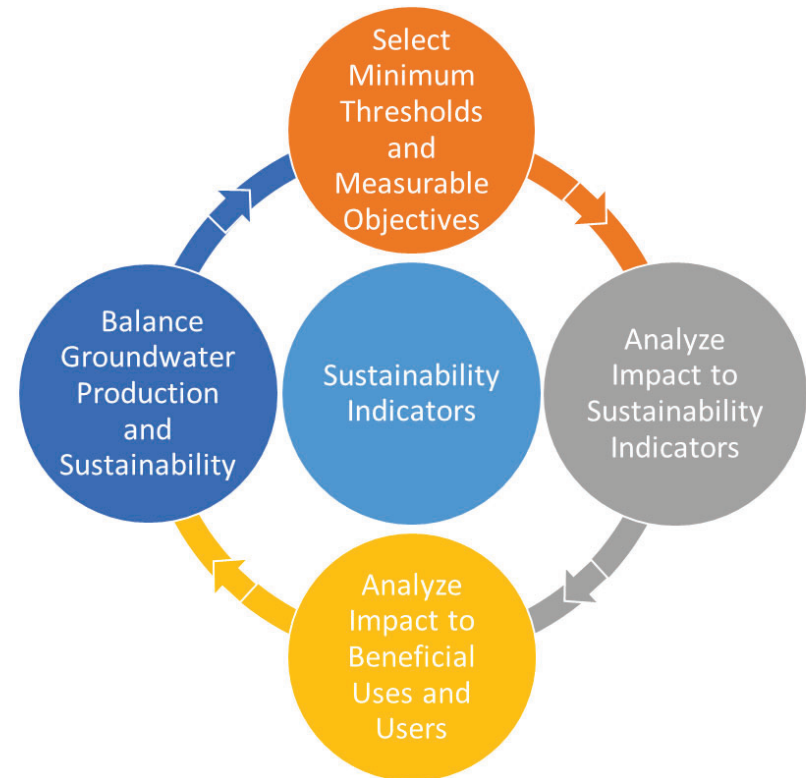 Select
Minimum
Thresholds
and
Measurable
Objectives
Analyze
Impact to
Sustainability
Indicators
Analyze
Impact to
Beneficial
Uses and
Users
Balance
Groundwater
Production
and
Sustainability
Sustainability
Indicators